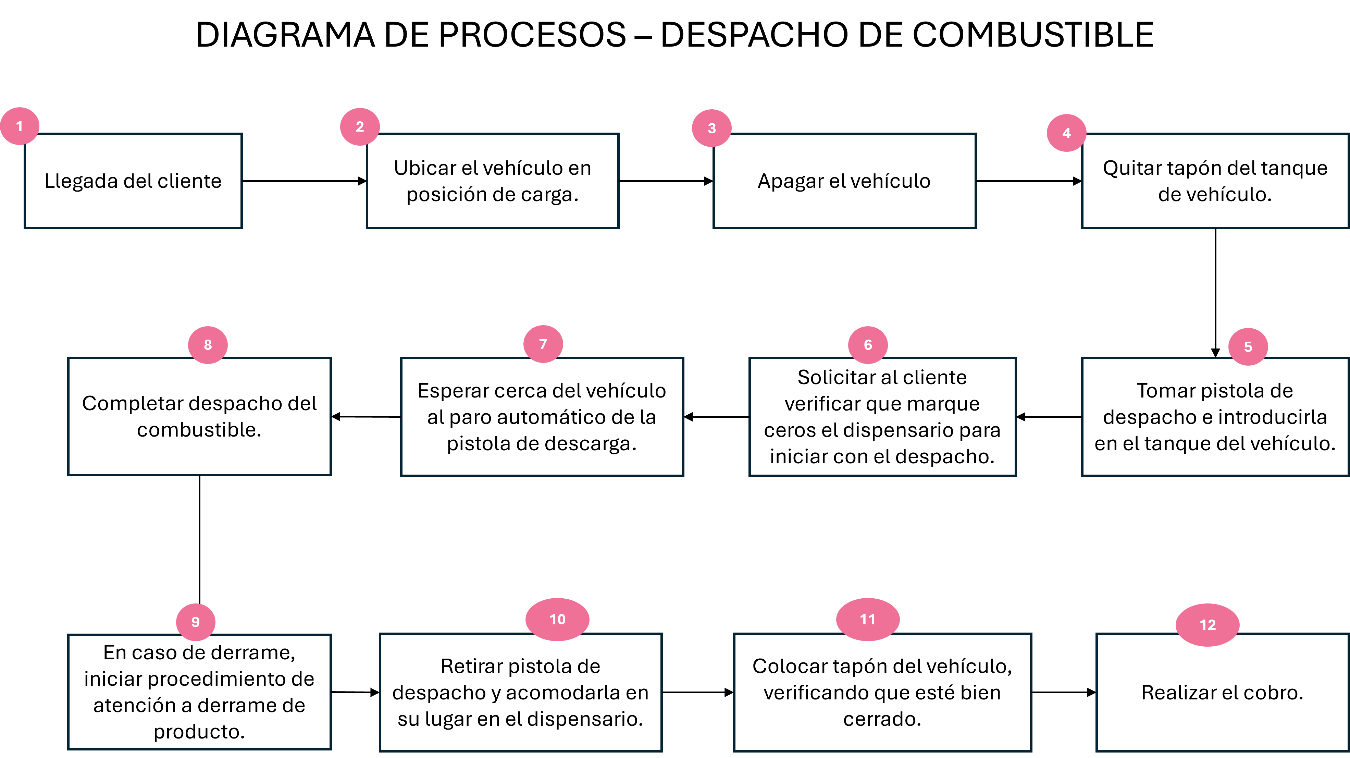 DIAGRAMA DE PROCESOS – DESPACHO DE COMBUSTIBLE
1
Llegada del cliente
2
Ubicar el vehículo en
posición de carga.
3
Apagar el vehículo
4
Quitar tapón del tanque
de vehículo.
5
Tomar pistola de
despacho e introducirla
en el tanque del vehículo.
6
Solicitar al cliente
verificar que marque
ceros el dispensario para
iniciar con el despacho.
7
Esperar cerca del vehículo
al paro automático de la
pistola de descarga.
8
Completar despacho del
combustible.
9
En caso de derrame,
iniciar procedimiento de
atención a derrame de
producto.
10
Retirar pistola de
despacho y acomodarla en
su lugar en el dispensario.
11
Colocar tapón del vehículo,
verificando que esté bien
cerrado.
12
Realizar el cobro.